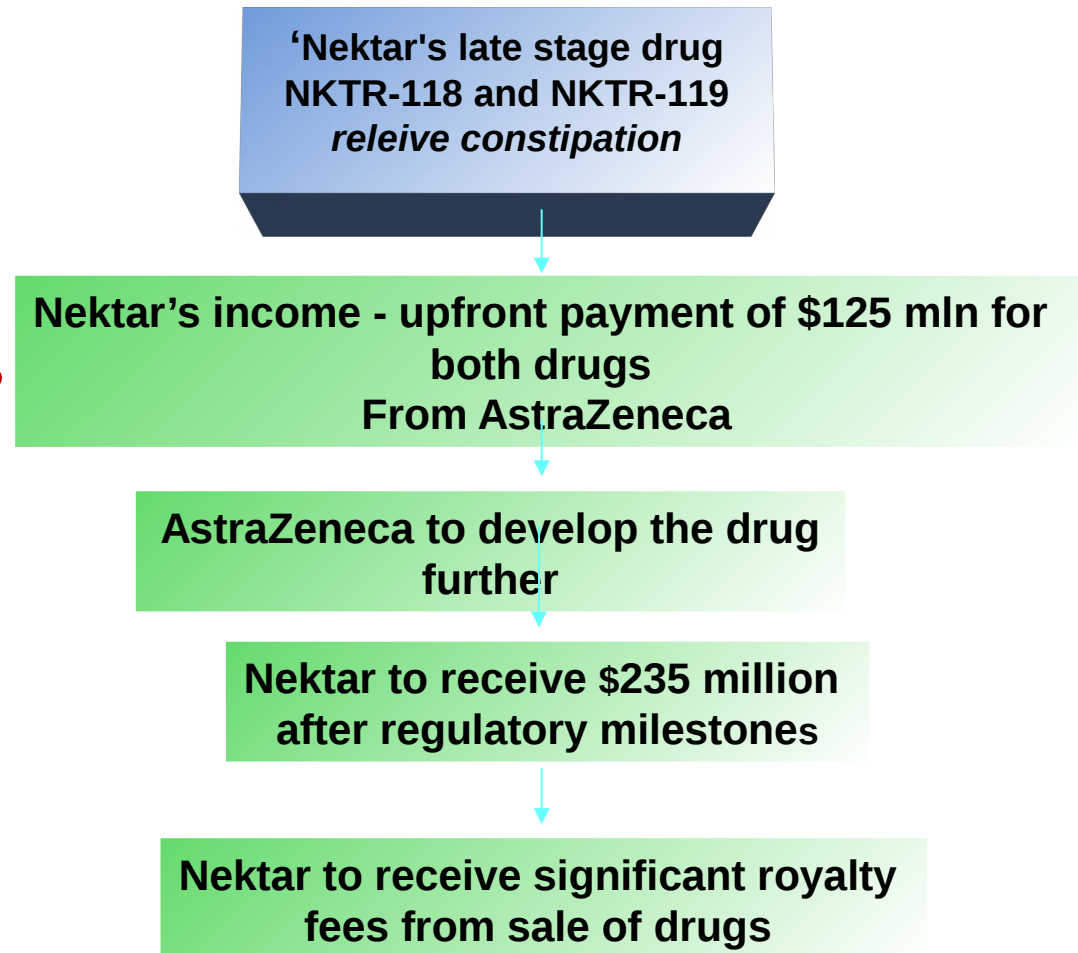 ‘Nektar's late stage drug
NKTR-118 and NKTR-119
releive constipation
Nektar’s income - upfront payment of $125 mln for
both drugs
From AstraZeneca
AstraZeneca to develop the drug
further
Nektar to receive $235 million
after regulatory milestones
Nektar to receive significant royalty
fees from sale of drugs